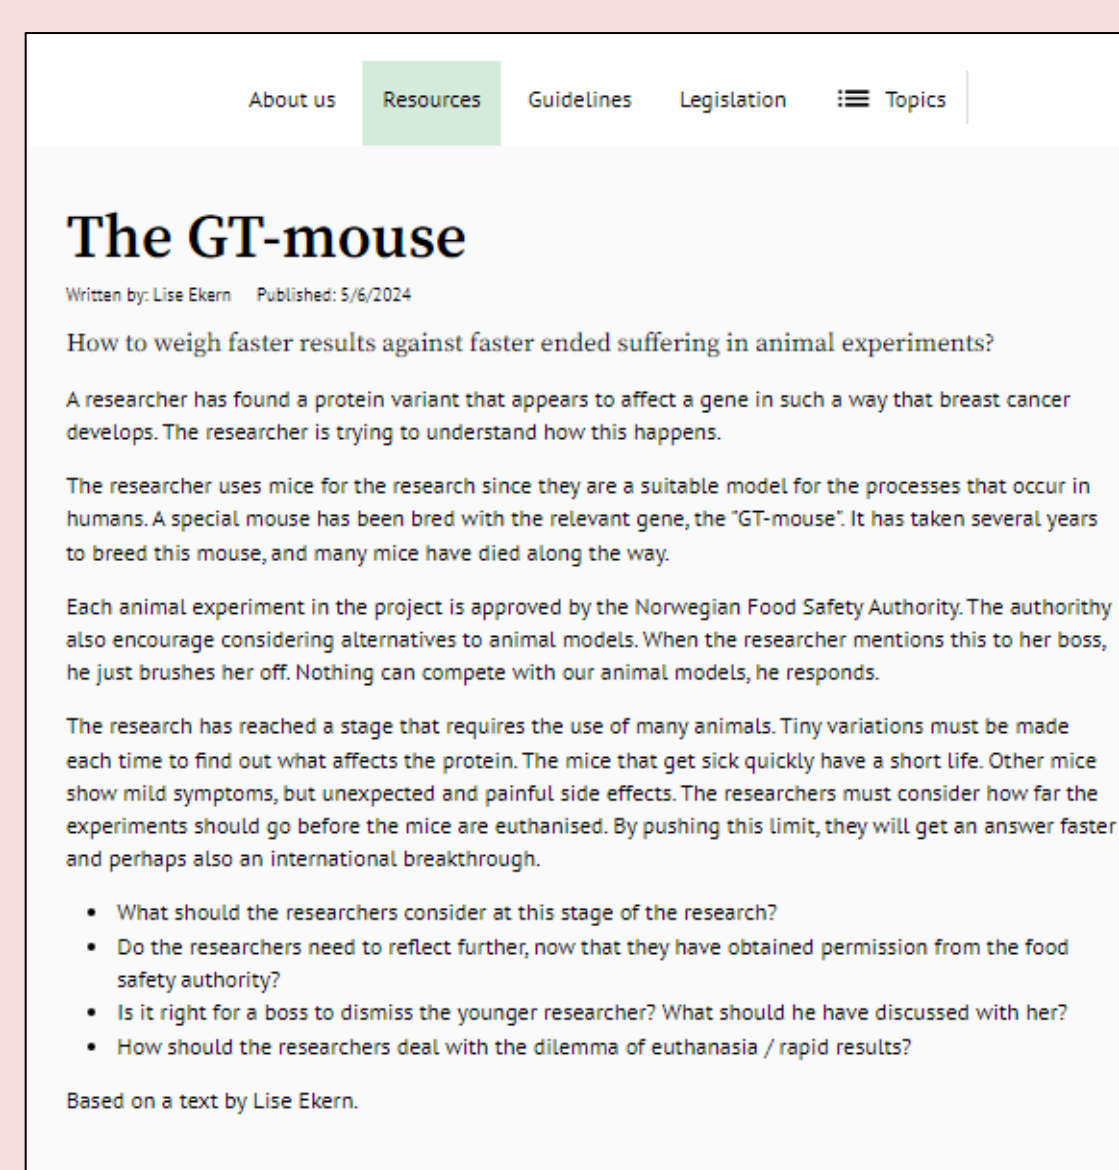 About us Resources Guidelines Legislation Topics
The GT-mouse
Written by: Lise Ekern Published: 5/6/2024
How to weigh faster results against faster ended suffering in animal experiments?
A researcher has found a protein variant that appears to affect a gene in such a way that breast cancer
develops. The researcher is trying to understand how this happens.
The researcher uses mice for the research since they are a suitable model for the processes that occur in
humans. A special mouse has been bred with the relevant gene, the "GT-mouse". It has taken several years
to breed this mouse, and many mice have died along the way.
Each animal experiment in the project is approved by the Norwegian Food Safety Authority. The authorithy
also encourage considering alternatives to animal models. When the researcher mentions this to her boss,
he just brushes her off. Nothing can compete with our animal models, he responds.
The research has reached a stage that requires the use of many animals. Tiny variations must be made
each time to find out what affects the protein. The mice that get sick quickly have a short life. Other mice
show mild symptoms, but unexpected and painful side effects. The researchers must consider how far the
experiments should go before the mice are euthanised. By pushing this limit, they will get an answer faster
and perhaps also an international breakthrough.
• What should the researchers consider at this stage of the research?
• Do the researchers need to reflect further, now that they have obtained permission from the food
safety authority?
• Is it right for a boss to dismiss the younger researcher? What should he have discussed with her?
• How should the researchers deal with the dilemma of euthanasia / rapid results?
Based on a text by Lise Ekern.